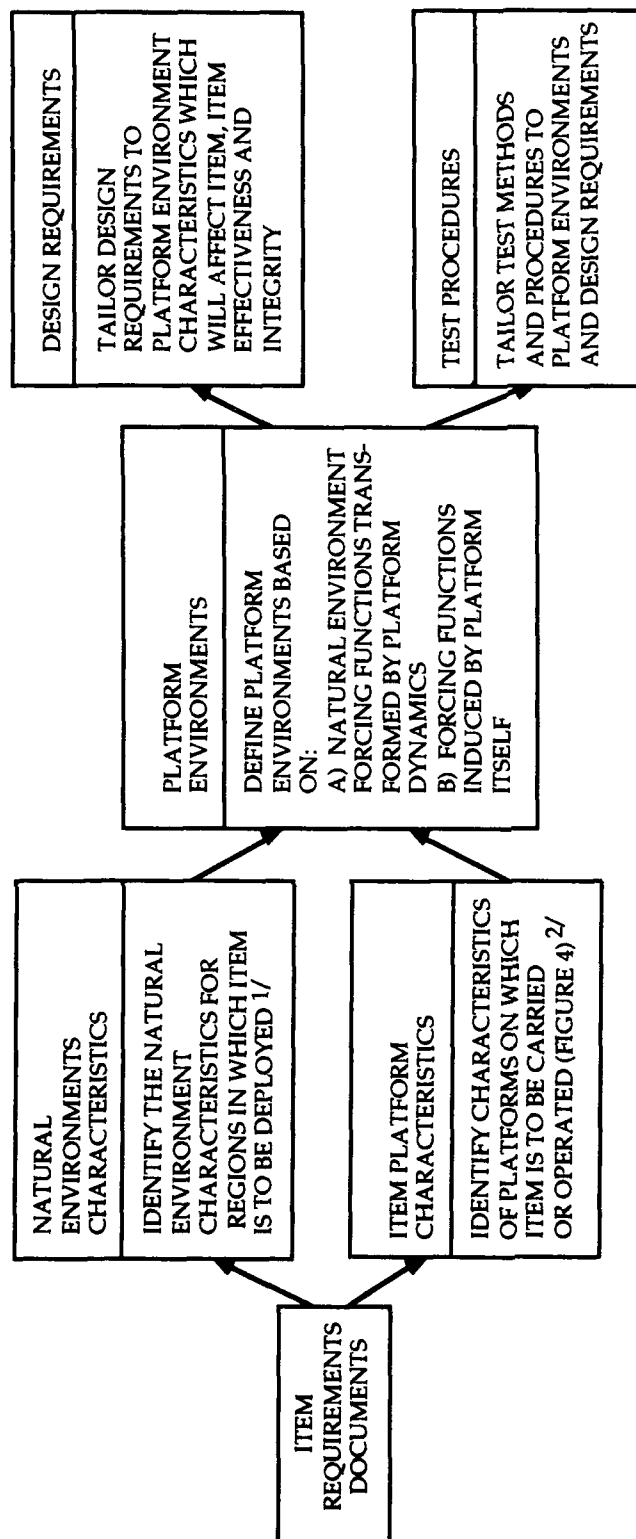 ITEM
REQUIREMENTS
DOCUMENTS
NATURAL
ENVIRONMENTS
CHARACTERISTICS
IDENTIFY THE NATURAL
ENVIRONMENT
CHARACTERISTICS FOR
REGIONS IN WHICH ITEM
IS TO BE DEPLOYED 1/
ITEM PLATFORM
CHARACTERISTICS
IDENTIFY CHARACTERISTICS
OF PLATFORMS ON WHICH
ITEM IS TO BE CARRIED
OR OPERATED (FIGURE 4) 2/
PLATFORM
ENVIRONMENTS
DEFINE PLATFORM
ENVIRONMENTS BASED
ON:
A) NATURAL ENVIRONMENT
FORCING FUNCTIONS TRANS-
FORMED BY PLATFORM
DYNAMICS
B) FORCING FUNCTIONS
INDUCED BY PLATFORM
ITSELF
DESIGN REQUIREMENTS
TAILOR DESIGN
REQUIREMENTS TO
PLATFORM ENVIRONMENT
CHARACTERISTICS WHICH
WILL AFFECT ITEM, ITEM
EFFECTIVENESS AND
INTEGRITY
TEST PROCEDURES
TAILOR TEST METHODS
AND PROCEDURES TO
PLATFORM ENVIRONMENTS
AND DESIGN REQUIREMENTS